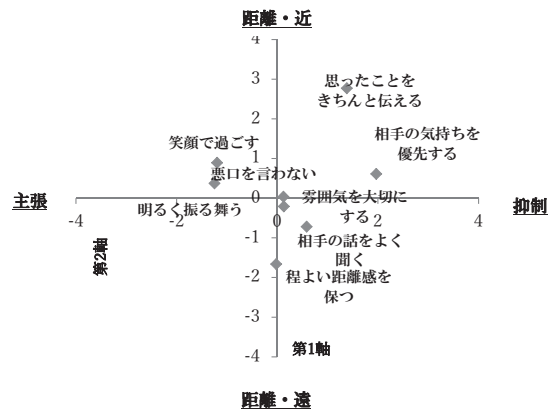 距離・近
4
3
思ったことを
きちんと伝える
2
相手の気持ちを
優先する
笑顔で過ごす
1
悪口を言わない
主張
0
雰囲気を大切に
する
抑制
-4
-2
0
2
4
明るく振る舞う
-1
相手の話をよく
聞く
第2軸
-2
程よい距離感を
保つ
-3
第1軸
-4
距離・遠